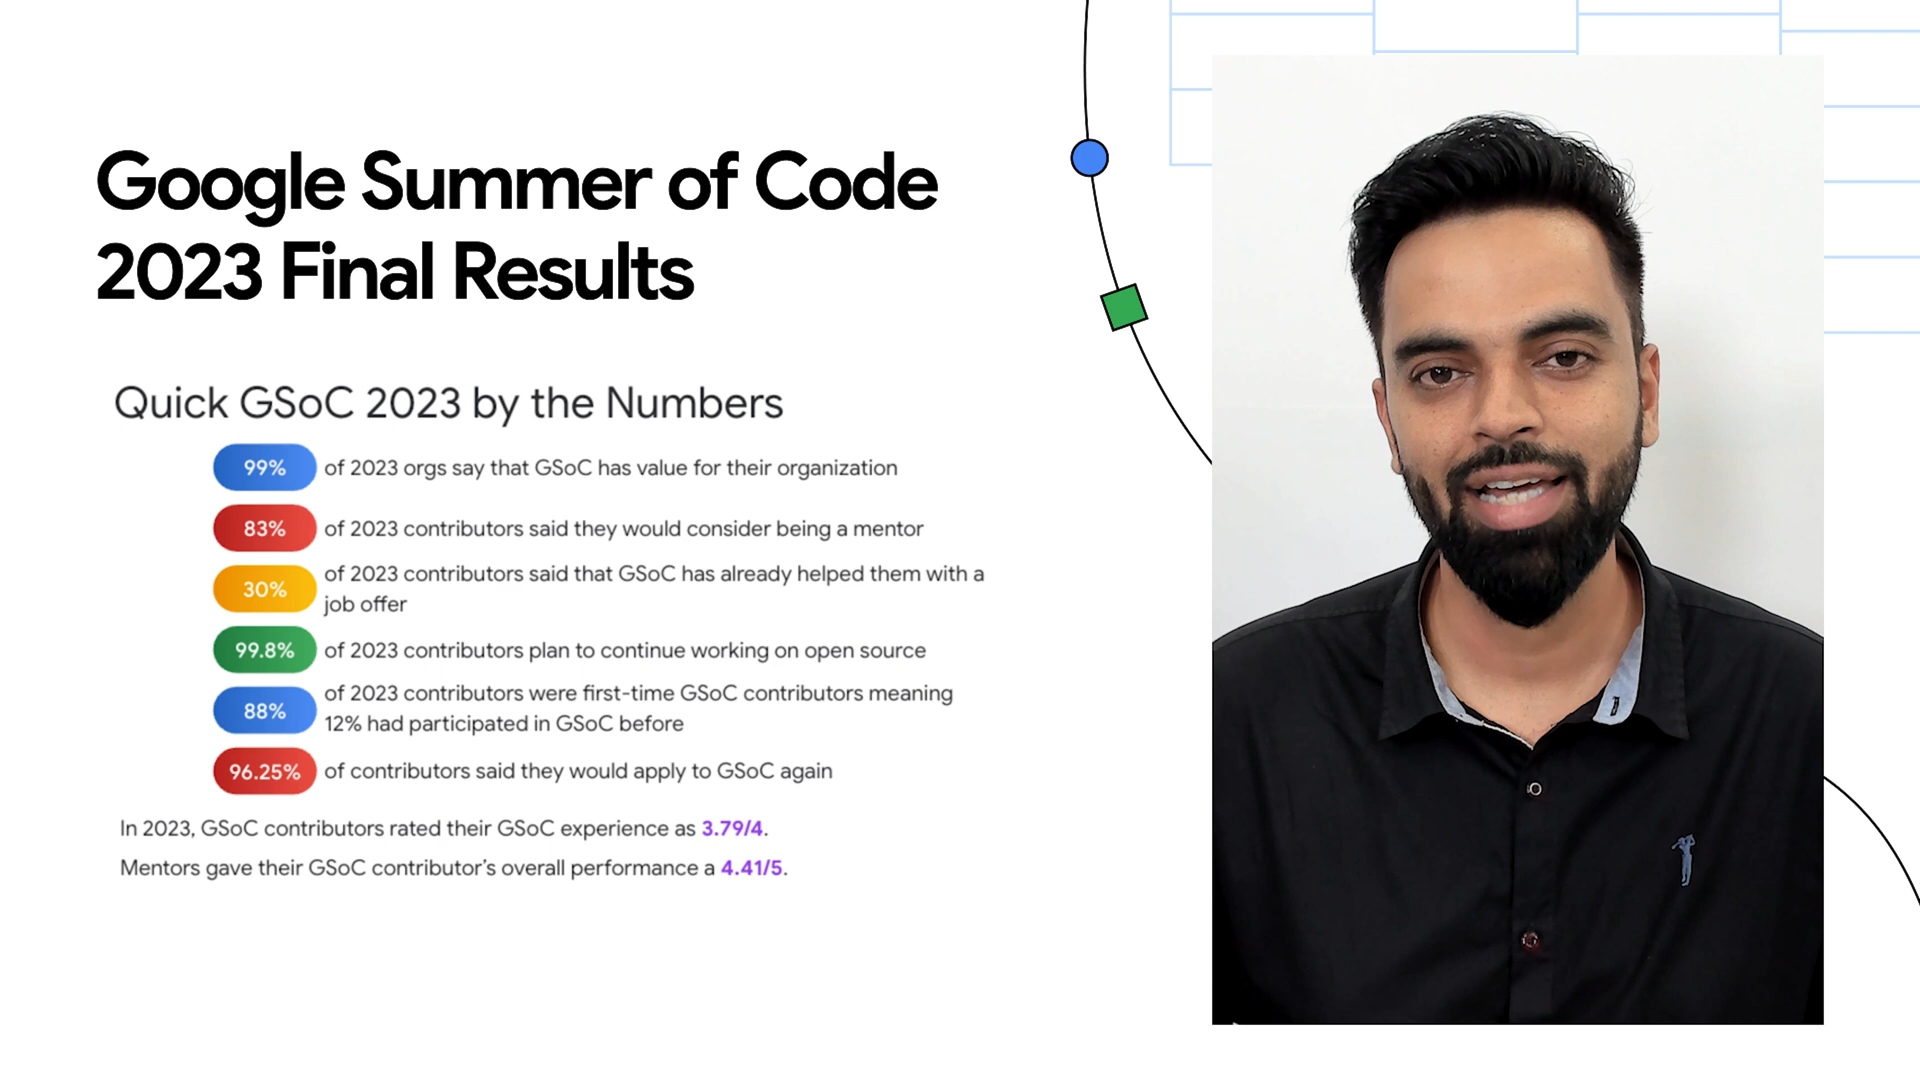 Google Summer of Code
2023 Final Results
Quick GSoC 2023 by the Numbers
99% of 2023 orgs say that GSoC has value for their organization
83% of 2023 contributors said they would consider being a mentor
30% of 2023 contributors said that GSoC has already helped them with a
job offer
99.8% of 2023 contributors plan to continue working on open source
88% of 2023 contributors were first-time GSoC contributors meaning
12% had participated in GSoC before
96.25% of contributors said they would apply to GSoC again
In 2023, GSoC contributors rated their GSoC experience as 3.79/4.
Mentors gave their GSoC contributor’s overall performance a 4.41/5.